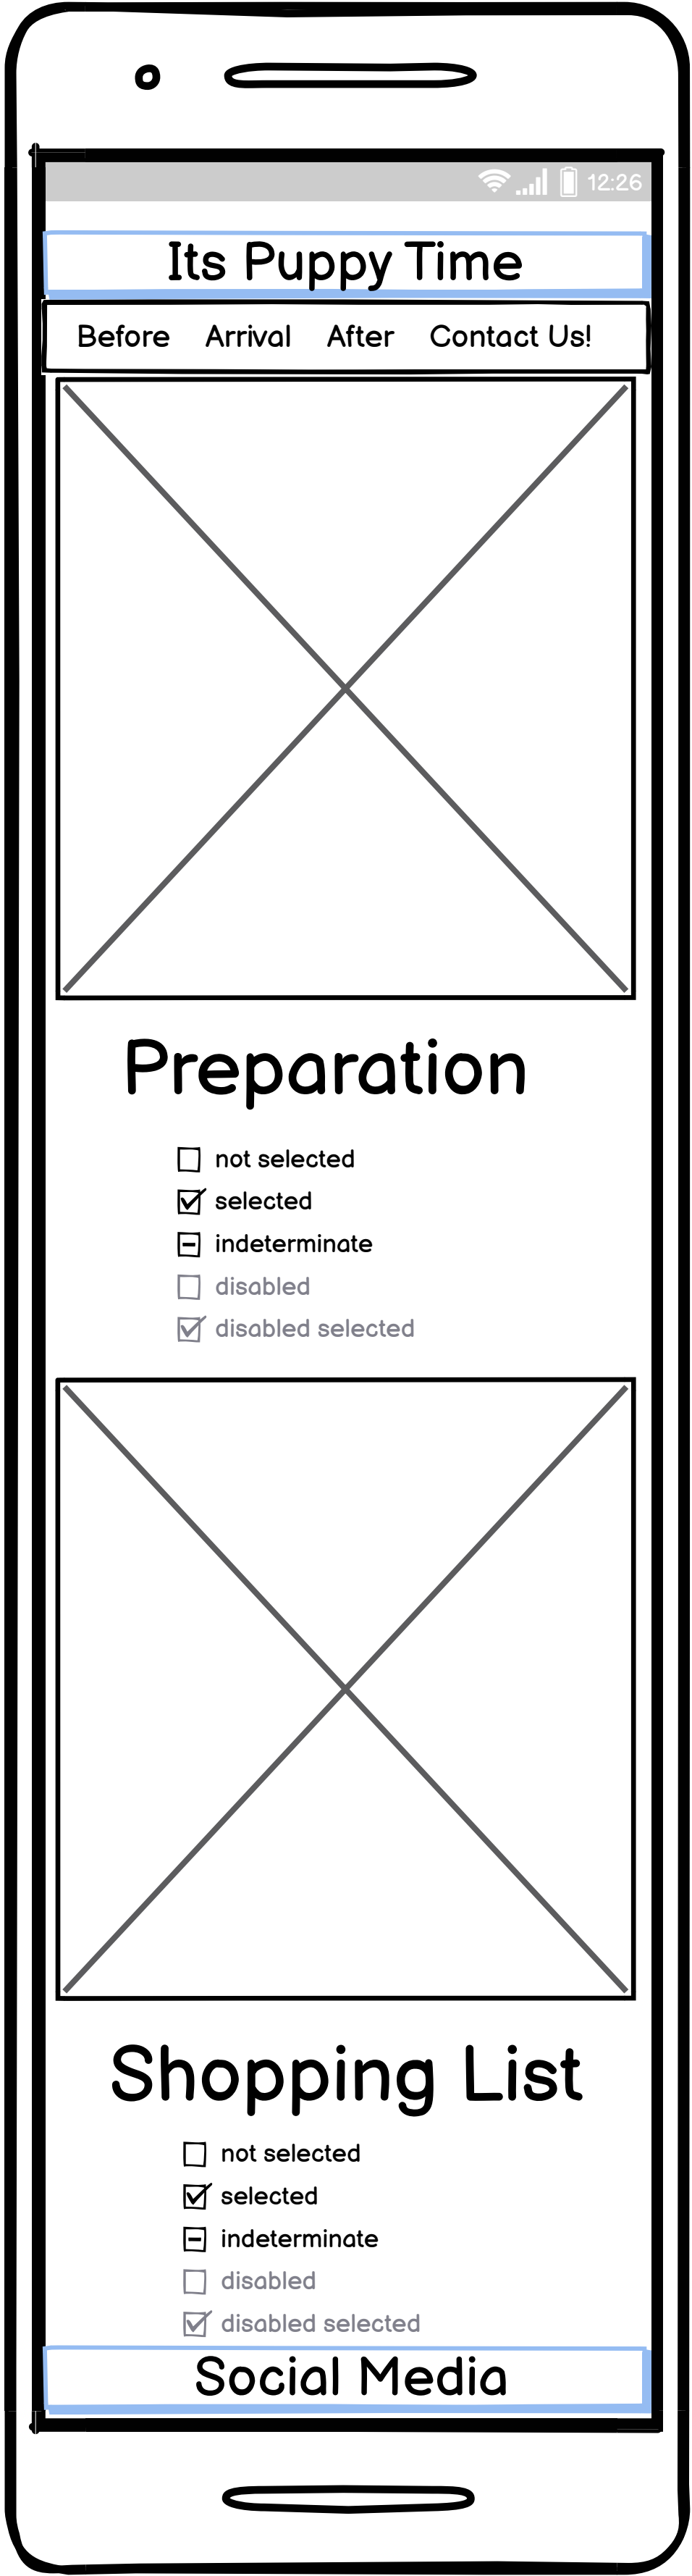 12:26
Its Puppy Time
Before Arrival After Contact Us!
Preparation
not selected
selected
indeterminate
disabled
disabled selected
Shopping List
not selected
selected
indeterminate
disabled
disabled selected
Social Media